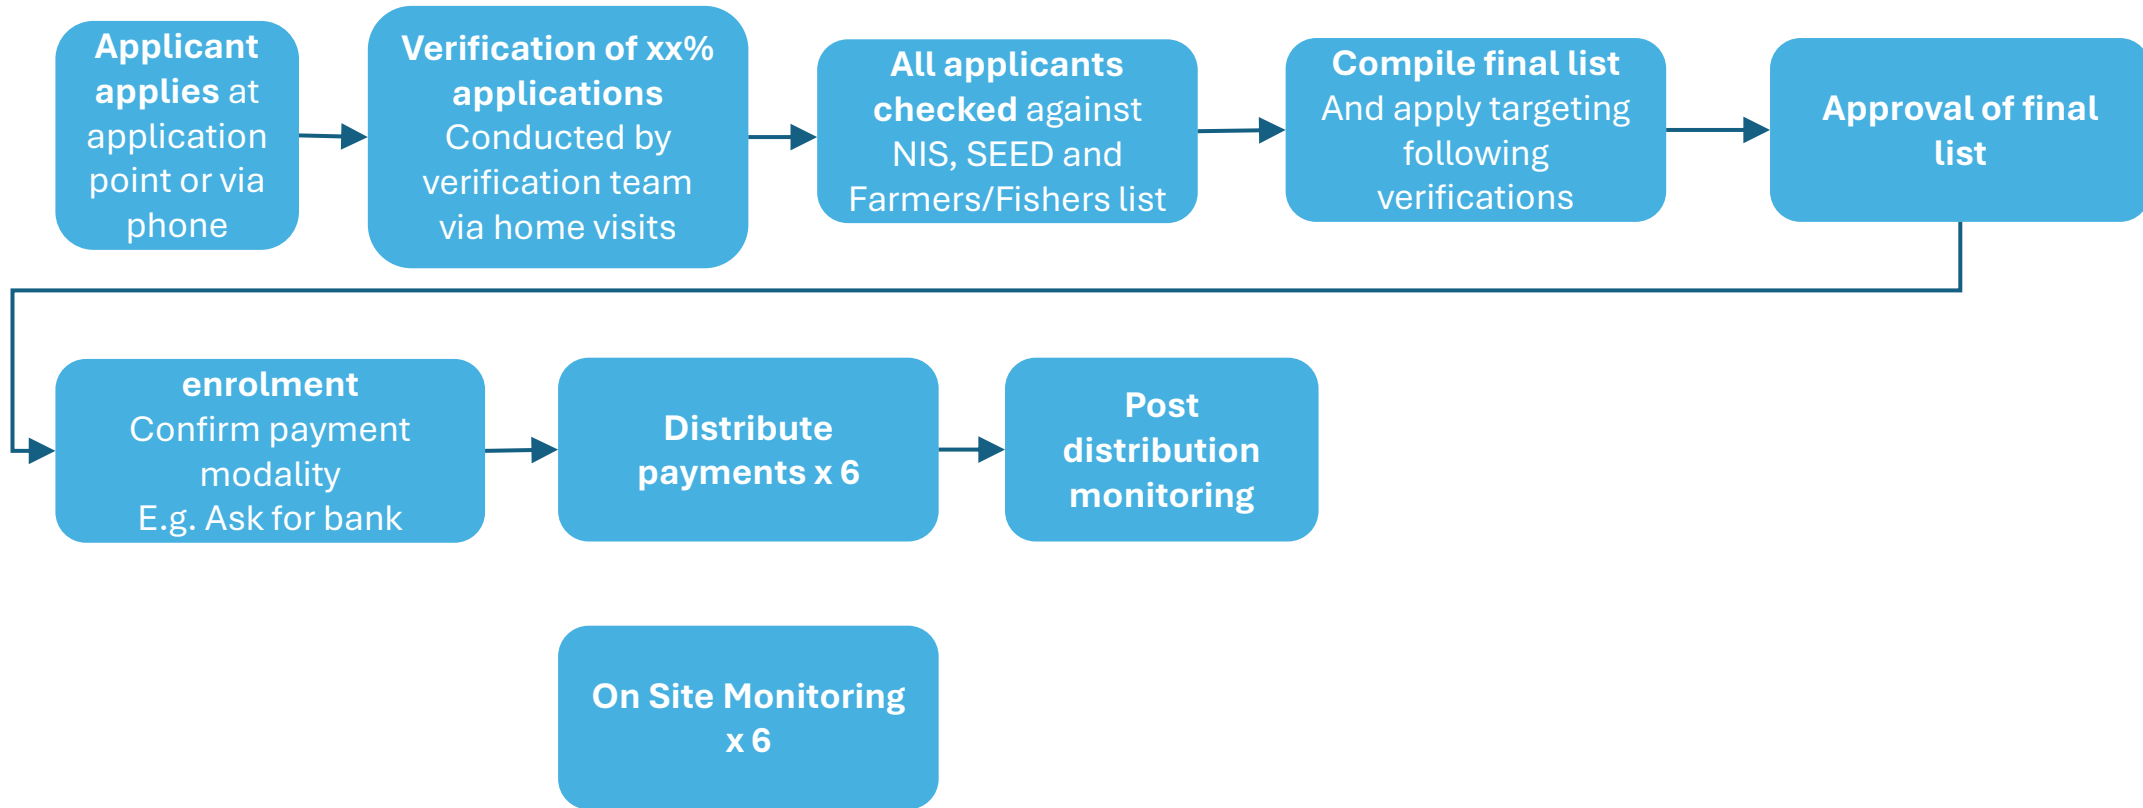 Applicant
applies at
application
point or via
phone
Verification of xx%
applications
Conducted by
verification team
via home visits
All applicants
checked against
NIS, SEED and
Farmers/Fishers list
Compile final list
And apply targeting
following
verifications
Approval of final
list
enrolment
Confirm payment
modality
E.g. Ask for bank
Distribute
payments x 6
Post
distribution
monitoring
On Site Monitoring
x 6